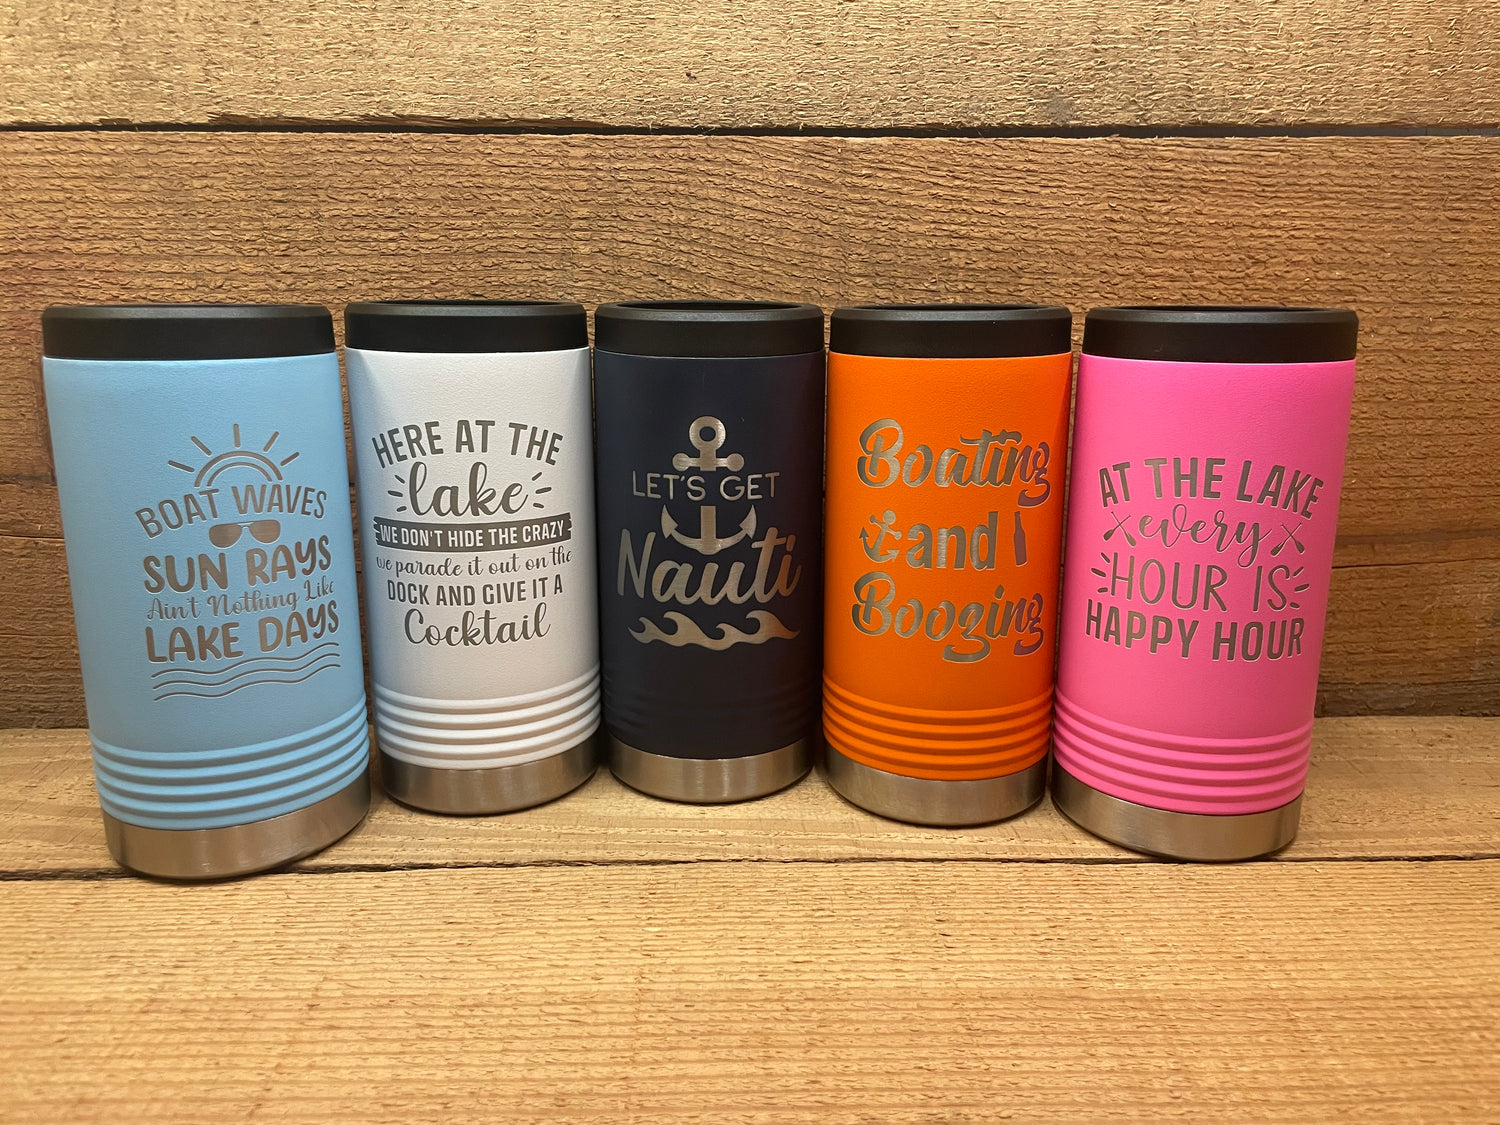 BOAT WAVES
SUN RAYS
Ain't Nothing Like
LAKE DAYS
HERE AT THE
lake
WE DON'T HIDE THE CRAZY
we parade it out on the
DOCK AND GIVE IT A
Cocktail
LET'S GET
Nauti
Boating
and
Boozing
AT THE LAKE
every
HOUR IS
HAPPY HOUR